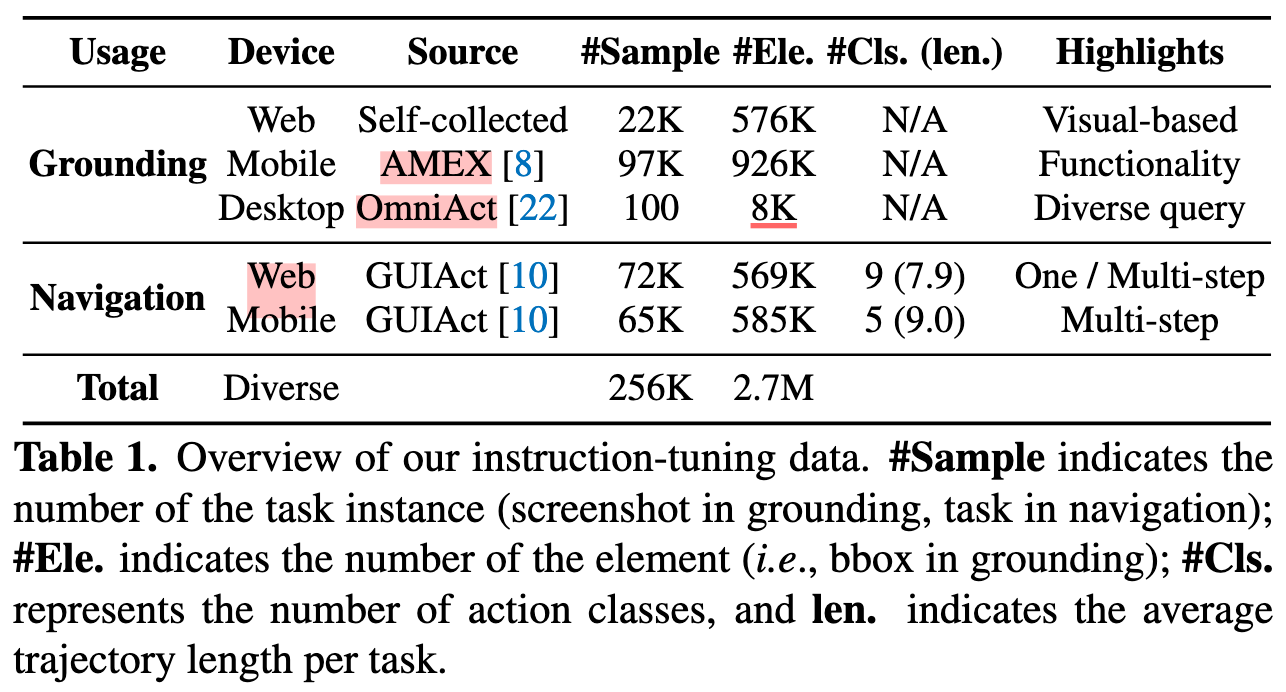 Usage Device Source #Sample #Ele. #Cls. (len.) Highlights
Web Self-collected 22K 576K N/A Visual-based
Grounding Mobile AMEX [8] 97K 926K N/A Functionality
Desktop OmniAct [22] 100 8K N/A Diverse query
Web GUIAct [10] 72K 569K 9 (7.9) One / Multi-step
Navigation
Mobile GUIAct [10] 65K 585K 5 (9.0) Multi-step
Total Diverse 256K 2.7M
Table 1. Overview of our instruction-tuning data. #Sample indicates the
number of the task instance (screenshot in grounding, task in navigation);
#Ele. indicates the number of the element (i.e., bbox in grounding); #Cls.
represents the number of action classes, and len. indicates the average
trajectory length per task.